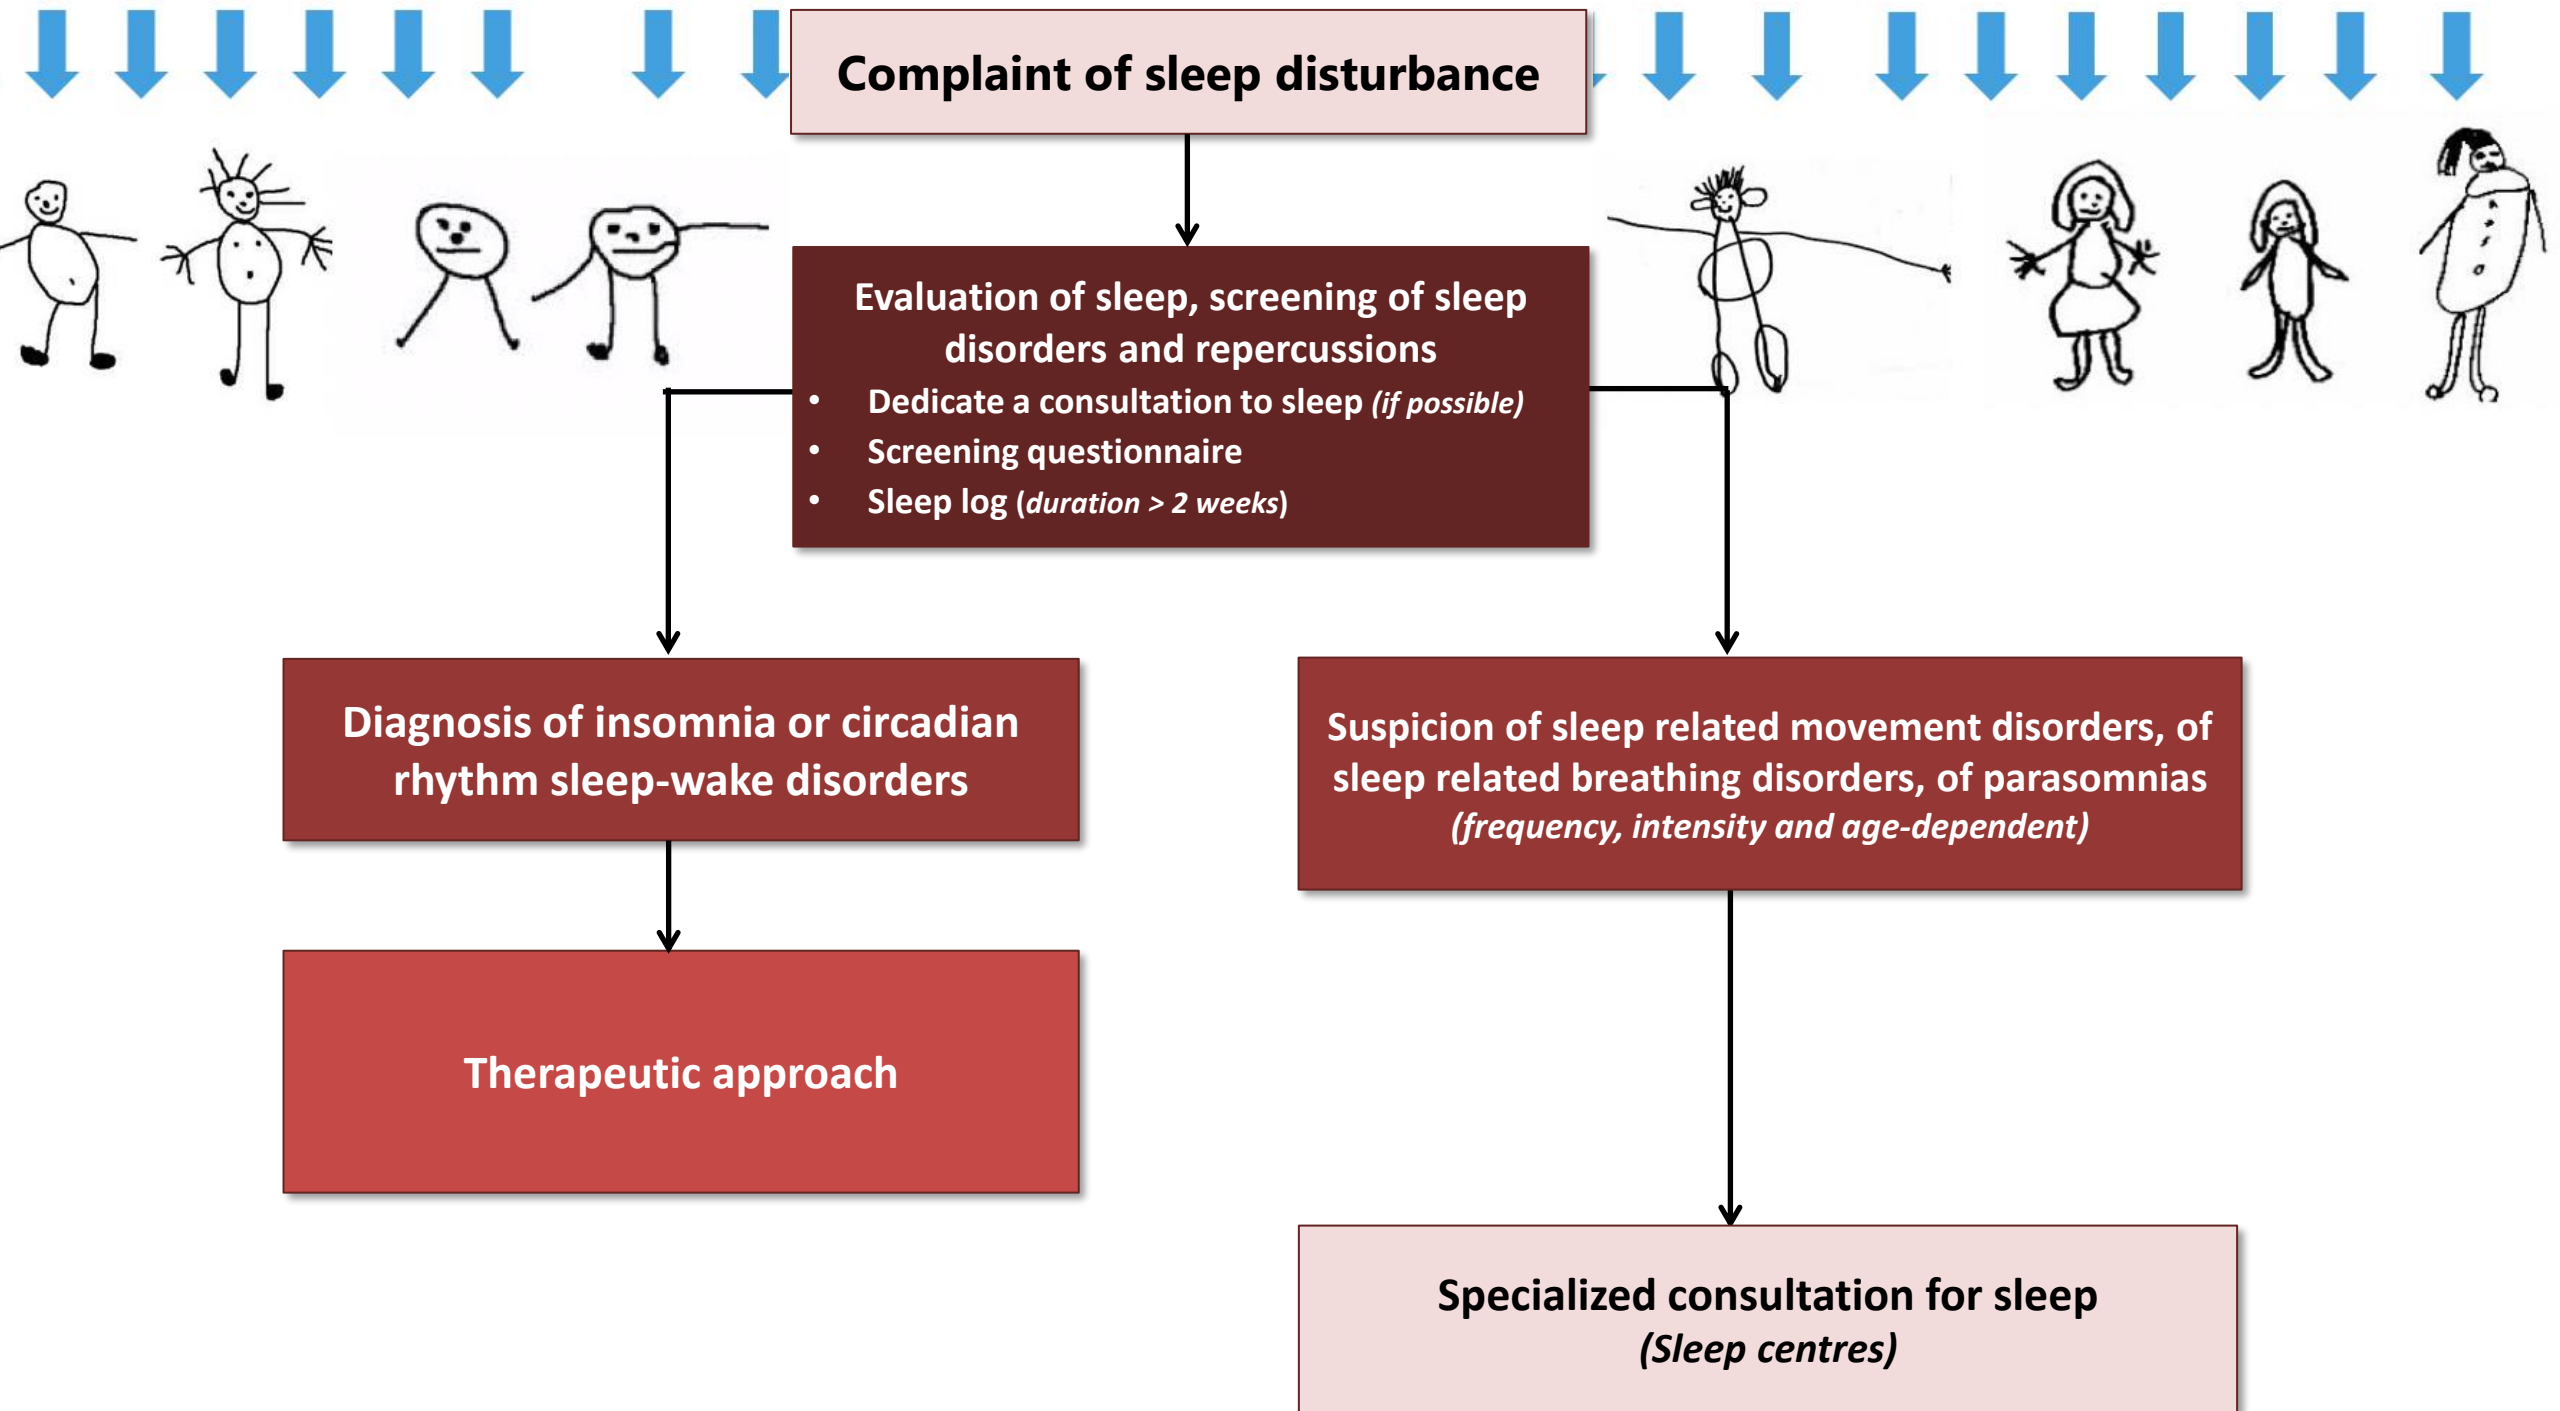 Complaint of sleep disturbance
Evaluation of sleep, screening of sleep
disorders and repercussions
• Dedicate a consultation to sleep (if possible)
• Screening questionnaire
• Sleep log (duration > 2 weeks)
Diagnosis of insomnia or circadian
rhythm sleep-wake disorders
Suspicion of sleep related movement disorders, of
sleep related breathing disorders, of parasomnias
(frequency, intensity and age-dependent)
Therapeutic approach
Specialized consultation for sleep
(Sleep centres)